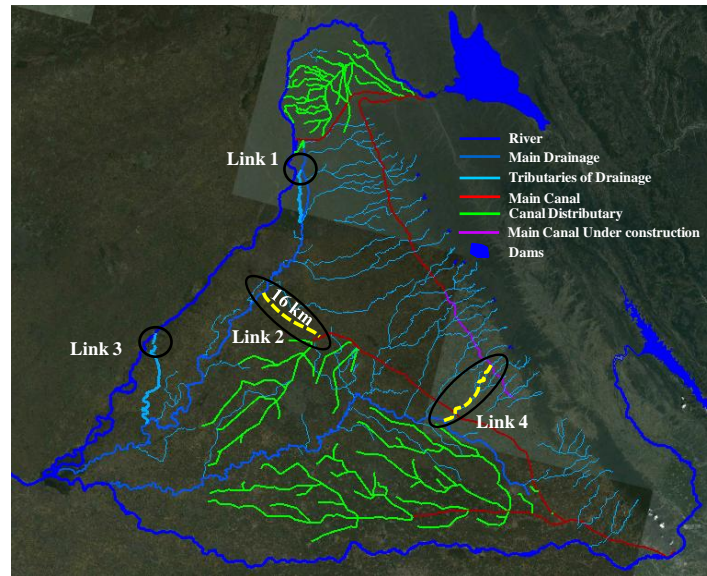 Link 1
River
Main Drainage
Tributaries of Drainage
Main Canal
Canal Distributary
Main Canal Under construction
Dams
16 km
Link 2
Link 3
Link 4